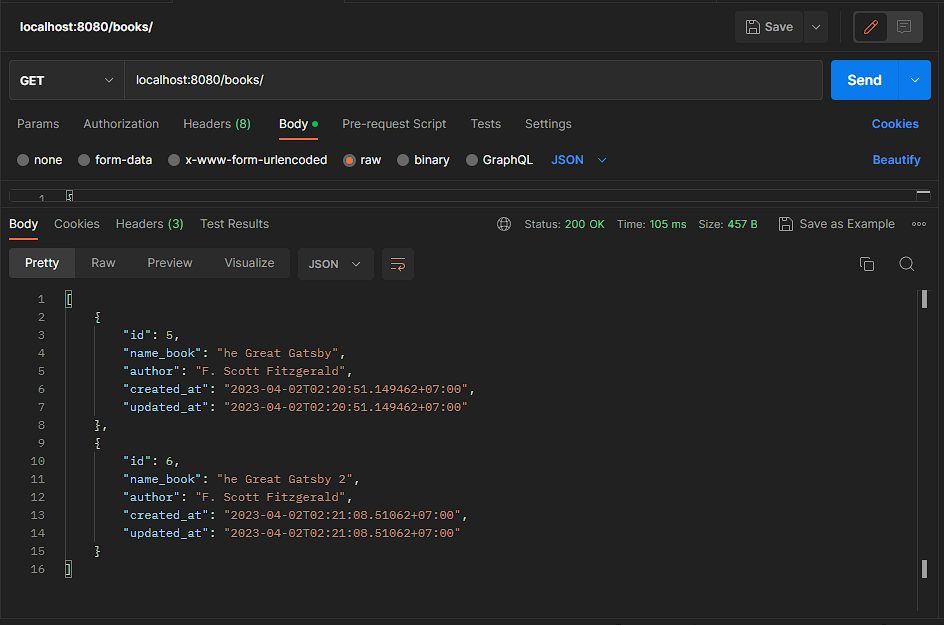 localhost:8080/books/ Save
GET localhost:8080/books/ Send
Params Authorization Headers (8) Body Pre-request Script Tests Settings Cookies
none form-data x-www-form-urlencoded raw binary GraphQL JSON Beautify
1 {
Body Cookies Headers (3) Test Results Status: 200 OK Time: 105 ms Size: 457 B Save as Example
Pretty Raw Preview Visualize JSON
1 [
2 {
3 "id": 5,
4 "name_book": "he Great Gatsby",
5 "author": "F. Scott Fitzgerald",
6 "created_at": "2023-04-02T02:20:51.149462+07:00",
7 "updated_at": "2023-04-02T02:20:51.149462+07:00"
8 },
9 {
10 "id": 6,
11 "name_book": "he Great Gatsby 2",
12 "author": "F. Scott Fitzgerald",
13 "created_at": "2023-04-02T02:21:08.51062+07:00",
14 "updated_at": "2023-04-02T02:21:08.51062+07:00"
15 }
16 ]